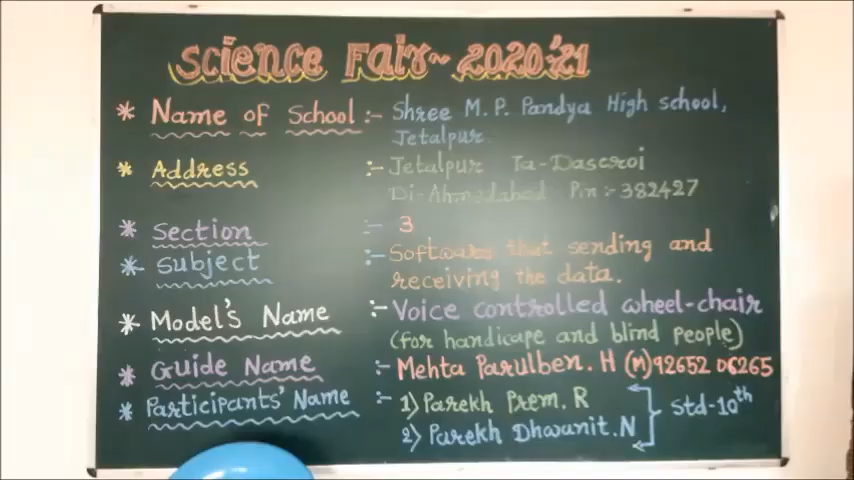 Science Fair~ 2020-'21
* Name of School :- Shree M. P. Pandya High school,
Jetalpur
* Address :- Jetalpur Ta-Dascroi
Di-Ahmedabad Pin :- 382427
* Section :- 3
* Subject :- Software that sending and
receiving the data.
* Model's Name :- Voice controlled wheel-chair
(for handicape and blind people)
* Guide Name :- Mehta Parulben. H (M) 92652 06265
* Participants' Name :- 1) Parekh Prem. R
2) Parekh Dhwanit. N
Std-10th